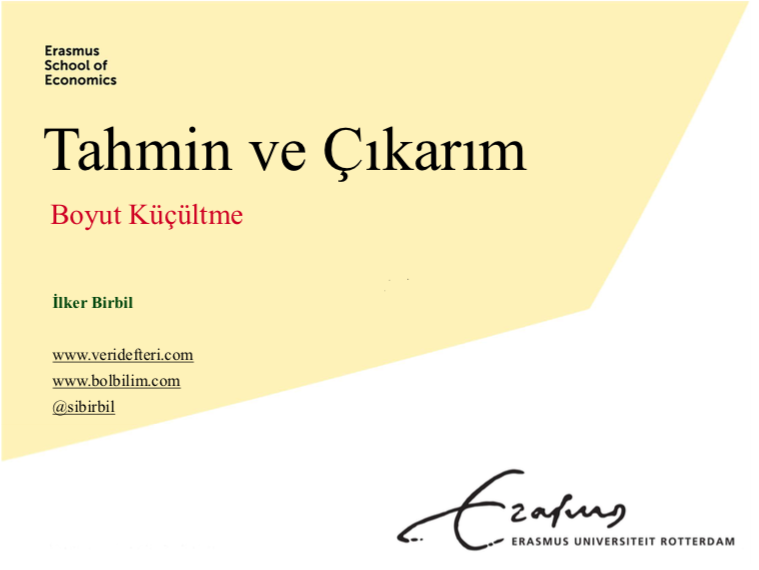 Erasmus
School of
Economics
Tahmin ve Çıkarım
Boyut Küçültme
İlker Birbil
www.veridefteri.com
www.bolbilim.com
@sibirbil
Erasmus
ERASMUS UNIVERSITEIT ROTTERDAM